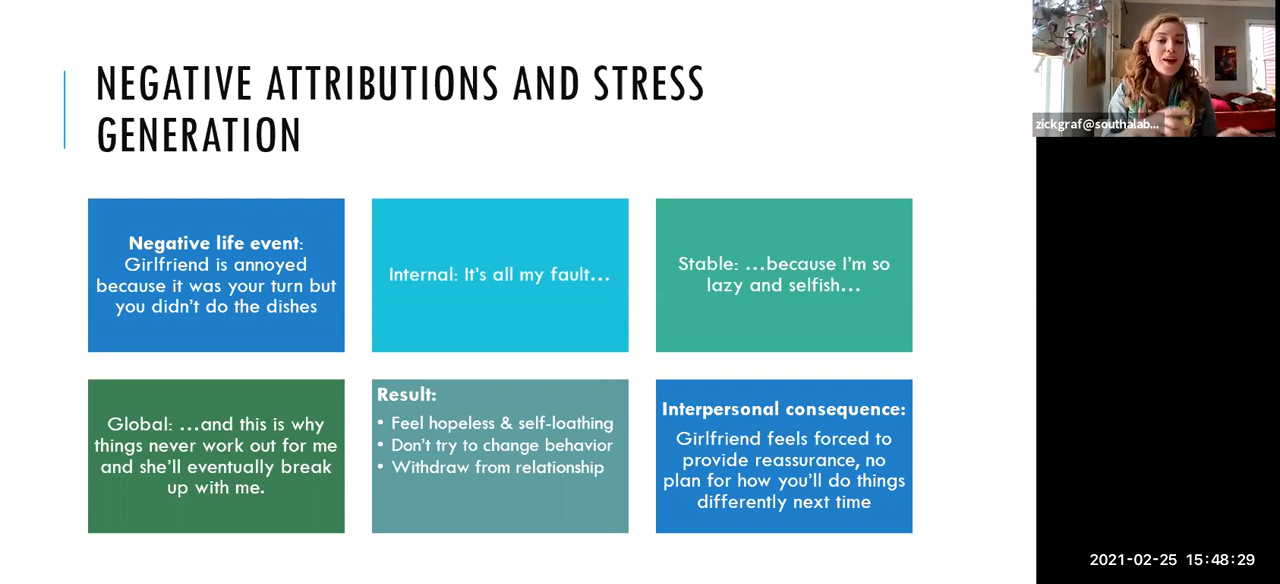 NEGATIVE ATTRIBUTIONS AND STRESS
GENERATION
zickgraf@southalab...
Negative life event:
Girlfriend is annoyed
because it was your turn but
you didn't do the dishes
Internal: It's all my fault...
Stable: ...because I'm so
lazy and selfish...
Global: ...and this is why
things never work out for me
and she'll eventually break
up with me.
Result:
• Feel hopeless & self-loathing
• Don't try to change behavior
• Withdraw from relationship
Interpersonal consequence:
Girlfriend feels forced to
provide reassurance, no
plan for how you'll do things
differently next time
2021-02-25 15:48:29